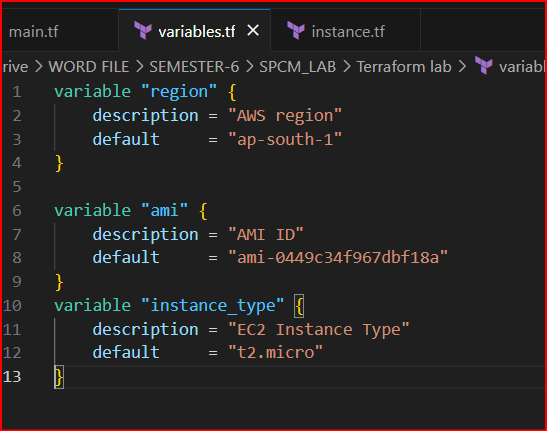 main.tf variables.tf × instance.tf
rive > WORD FILE > SEMESTER-6 > SPCM_LAB > Terraform lab > variabl
1 variable "region" {
2     description = "AWS region"
3     default     = "ap-south-1"
4 }
5
6 variable "ami" {
7     description = "AMI ID"
8     default     = "ami-0449c34f967dbf18a"
9 }
10 variable "instance_type" {
11     description = "EC2 Instance Type"
12     default     = "t2.micro"
13 }